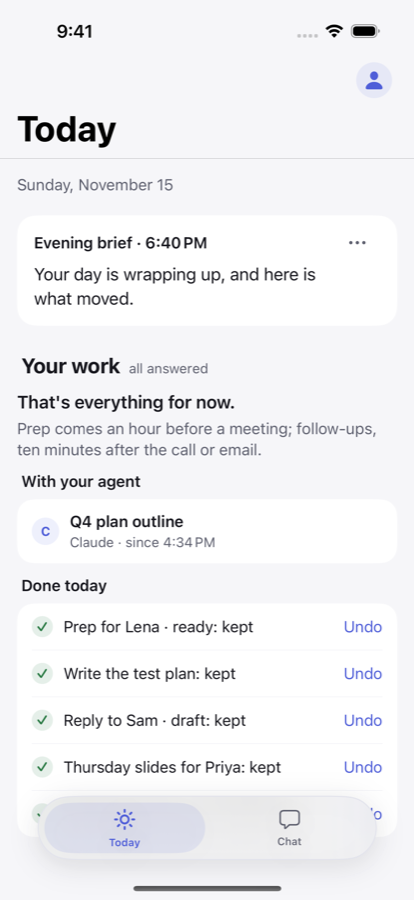 9:41
Today
Sunday, November 15
Evening brief · 6:40 PM
Your day is wrapping up, and here is
what moved.
Your work all answered
That's everything for now.
Prep comes an hour before a meeting; follow-ups,
ten minutes after the call or email.
With your agent
C
Q4 plan outline
Claude · since 4:34 PM
Done today
Prep for Lena · ready: kept Undo
Write the test plan: kept Undo
Reply to Sam · draft: kept Undo
Thursday slides for Priya: kept Undo
Today Chat